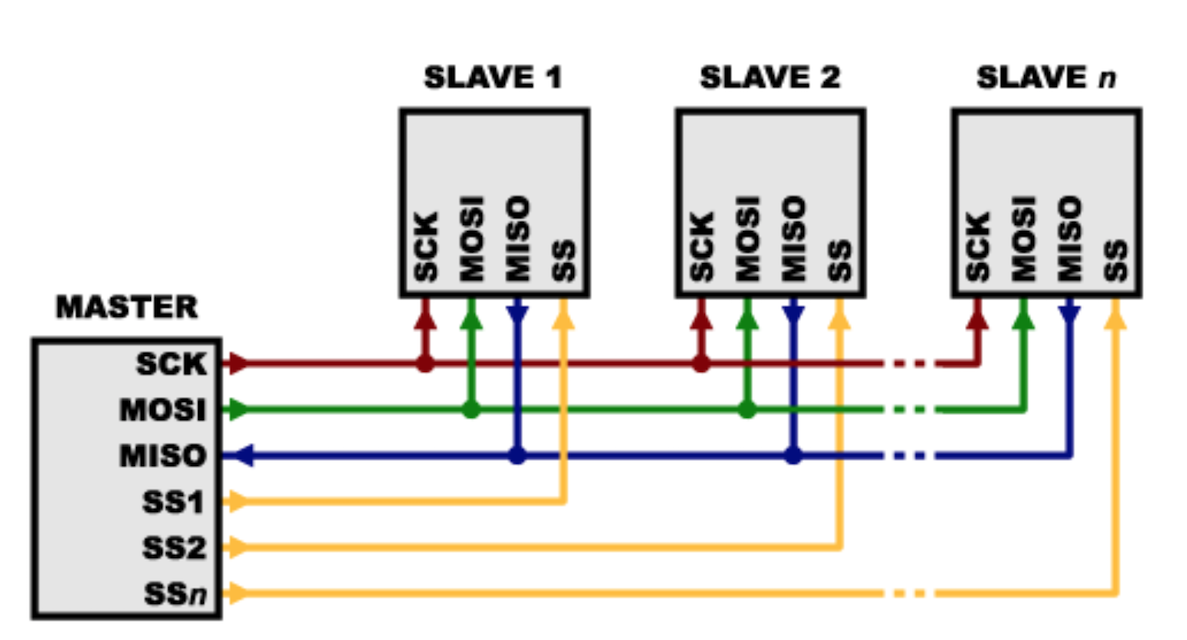 SLAVE 1
SCK
MOSI
MISO
SS
SLAVE 2
SCK
MOSI
MISO
SS
SLAVE n
SCK
MOSI
MISO
SS
MASTER
SCK
MOSI
MISO
SS1
SS2
SSn